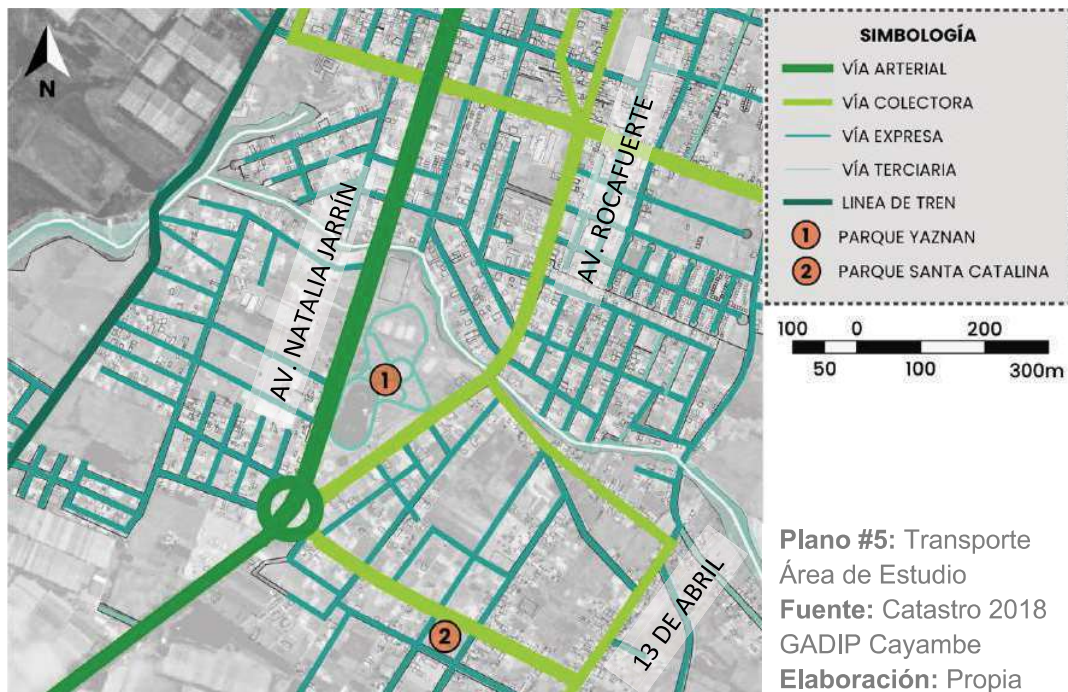 N
AV. NATALIA JARRÍN
AV. ROCAFUERTE
13 DE ABRIL
1
2
SIMBOLOGÍA
VÍA ARTERIAL
VÍA COLECTORA
VÍA EXPRESA
VÍA TERCIARIA
LINEA DE TREN
1 PARQUE YAZNAN
2 PARQUE SANTA CATALINA
100 0 200
50 100 300m
Plano #5: Transporte
Área de Estudio
Fuente: Catastro 2018
GADIP Cayambe
Elaboración: Propia